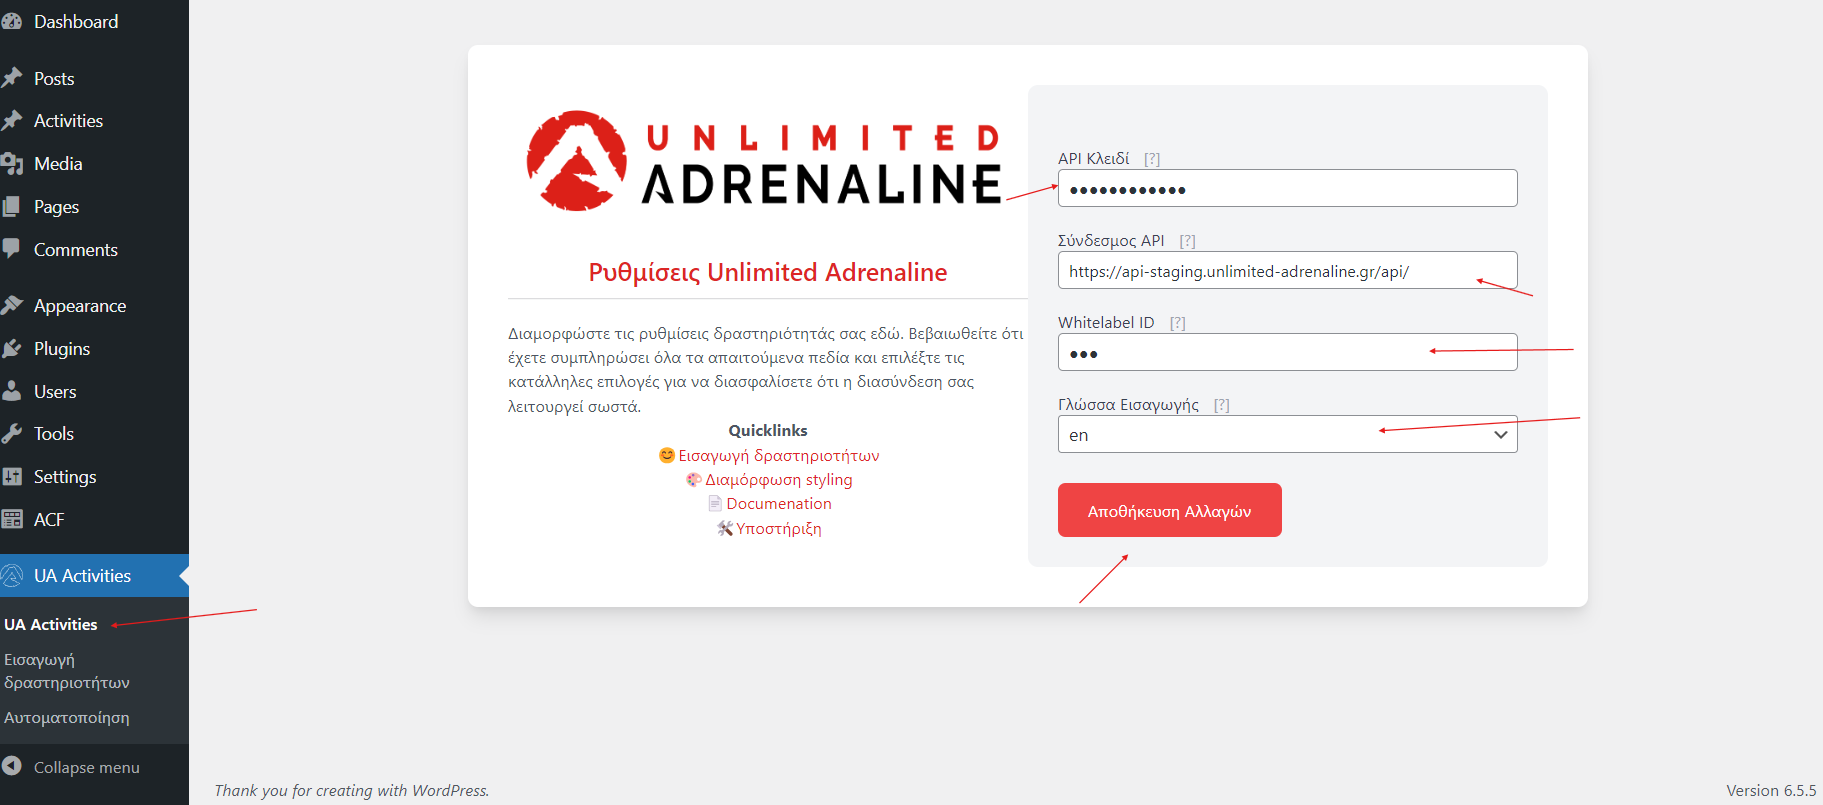 Dashboard
Posts
Activities
Media
Pages
Comments
Appearance
Plugins
Users
Tools
Settings
ACF
UA Activities
UA Activities
Εισαγωγή
δραστηριοτήτων
Αυτοματοποίηση
Collapse menu
UNLIMITED
ADRENALINE
Ρυθμίσεις Unlimited Adrenaline
Διαμορφώστε τις ρυθμίσεις δραστηριότητάς σας εδώ. Βεβαιωθείτε ότι
έχετε συμπληρώσει όλα τα απαιτούμενα πεδία και επιλέξτε τις
κατάλληλες επιλογές για να διασφαλίσετε ότι η διασύνδεση σας
λειτουργεί σωστά.
Quicklinks
😊 Εισαγωγή δραστηριοτήτων
🎨 Διαμόρφωση styling
📄 Documenation
🛠 Υποστήριξη
API Κλειδί [?]
••••••••••••
Σύνδεσμος API [?]
https://api-staging.unlimited-adrenaline.gr/api/
Whitelabel ID [?]
•••
Γλώσσα Εισαγωγής [?]
en
Αποθήκευση Αλλαγών
Thank you for creating with WordPress.
Version 6.5.5